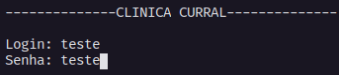 --------------CLINICA CURRAL--------------
Login: teste
Senha: teste